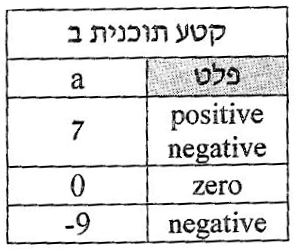 קטע תוכנית ב
a פלט
7 positive
negative
0 zero
-9 negative